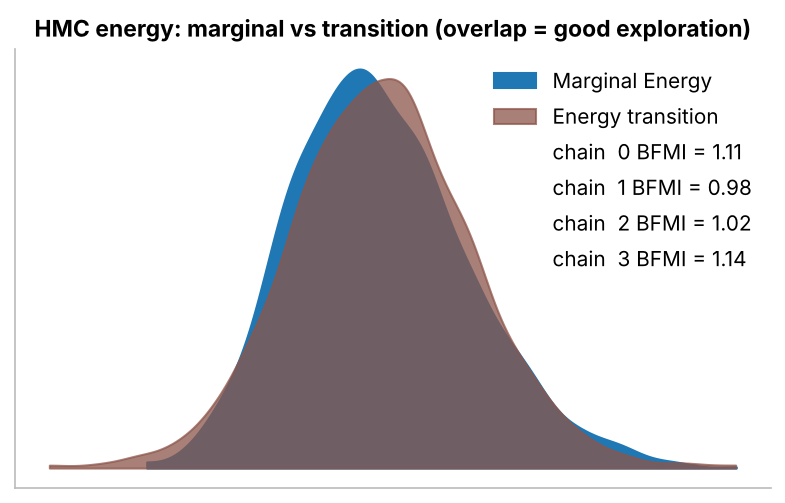 HMC energy: marginal vs transition (overlap = good exploration)
Marginal Energy
Energy transition
chain  0 BFMI = 1.11
chain  1 BFMI = 0.98
chain  2 BFMI = 1.02
chain  3 BFMI = 1.14